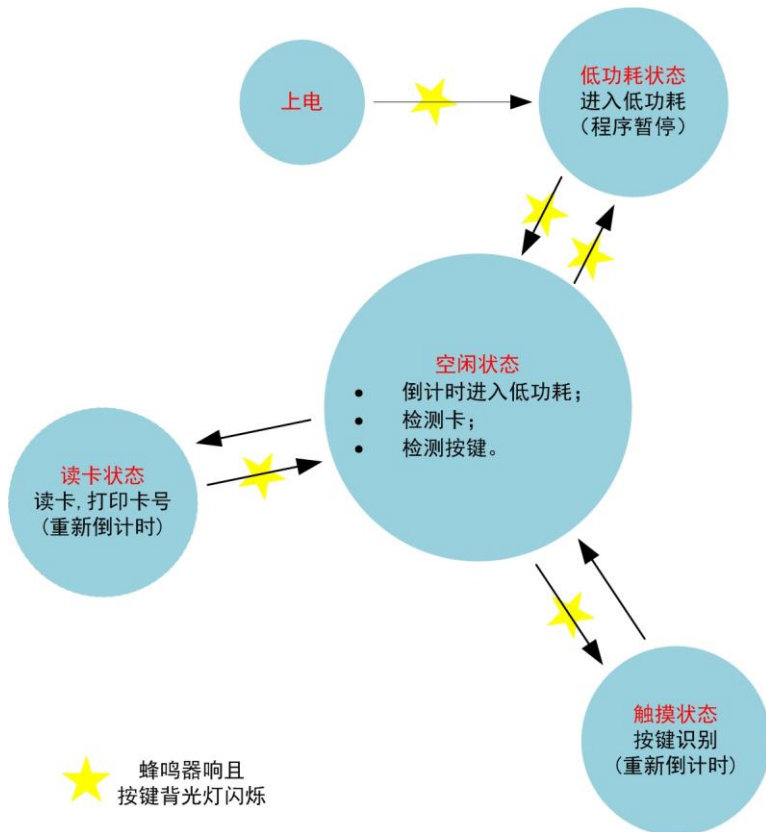 上电
低功耗状态
进入低功耗
（程序暂停）
空闲状态
• 倒计时进入低功耗；
• 检测卡；
• 检测按键。
读卡状态
读卡,打印卡号
(重新倒计时)
触摸状态
按键识别
(重新倒计时)
蜂鸣器响且
按键背光灯闪烁